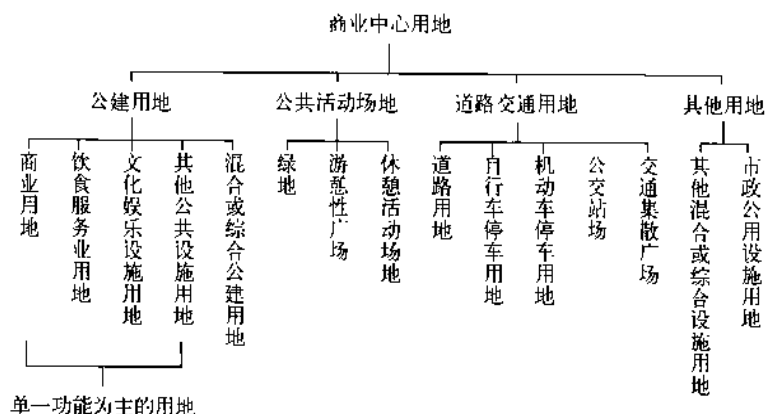 商业中心用地
公建用地 公共活动场地 道路交通用地 其他用地
商业用地
饮食服务业用地
文化娱乐设施用地
其他公共设施用地
混合或综合公建用地
绿地
游憩性广场
休憩活动场地
道路用地
自行车停车用地
机动车停车用地
公交站场
交通集散广场
其他混合或综合设施用地
市政公用设施用地
单一功能为主的用地